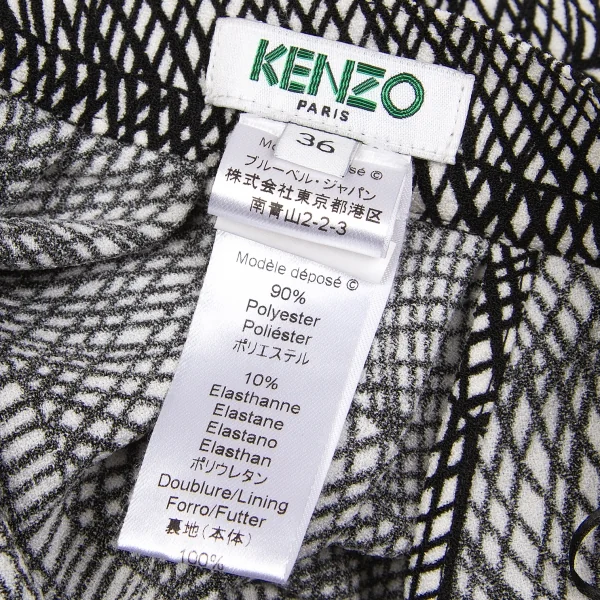 KENZO
PARIS
36
Modèle déposé ©
ブルーベル・ジャパン
株式会社東京都港区
南青山2-2-3
Modèle déposé ©
90%
Polyester
Poliéster
ポリエステル
10%
Elasthanne
Elastane
Elastano
Elasthan
ポリウレタン
Doublure/Lining
Forro/Futter
裏地(本体)
100%